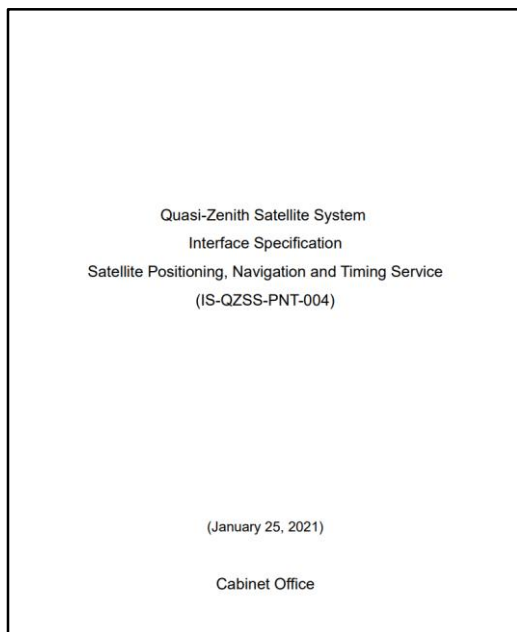 Quasi-Zenith Satellite System
Interface Specification
Satellite Positioning, Navigation and Timing Service
(IS-QZSS-PNT-004)
(January 25, 2021)
Cabinet Office